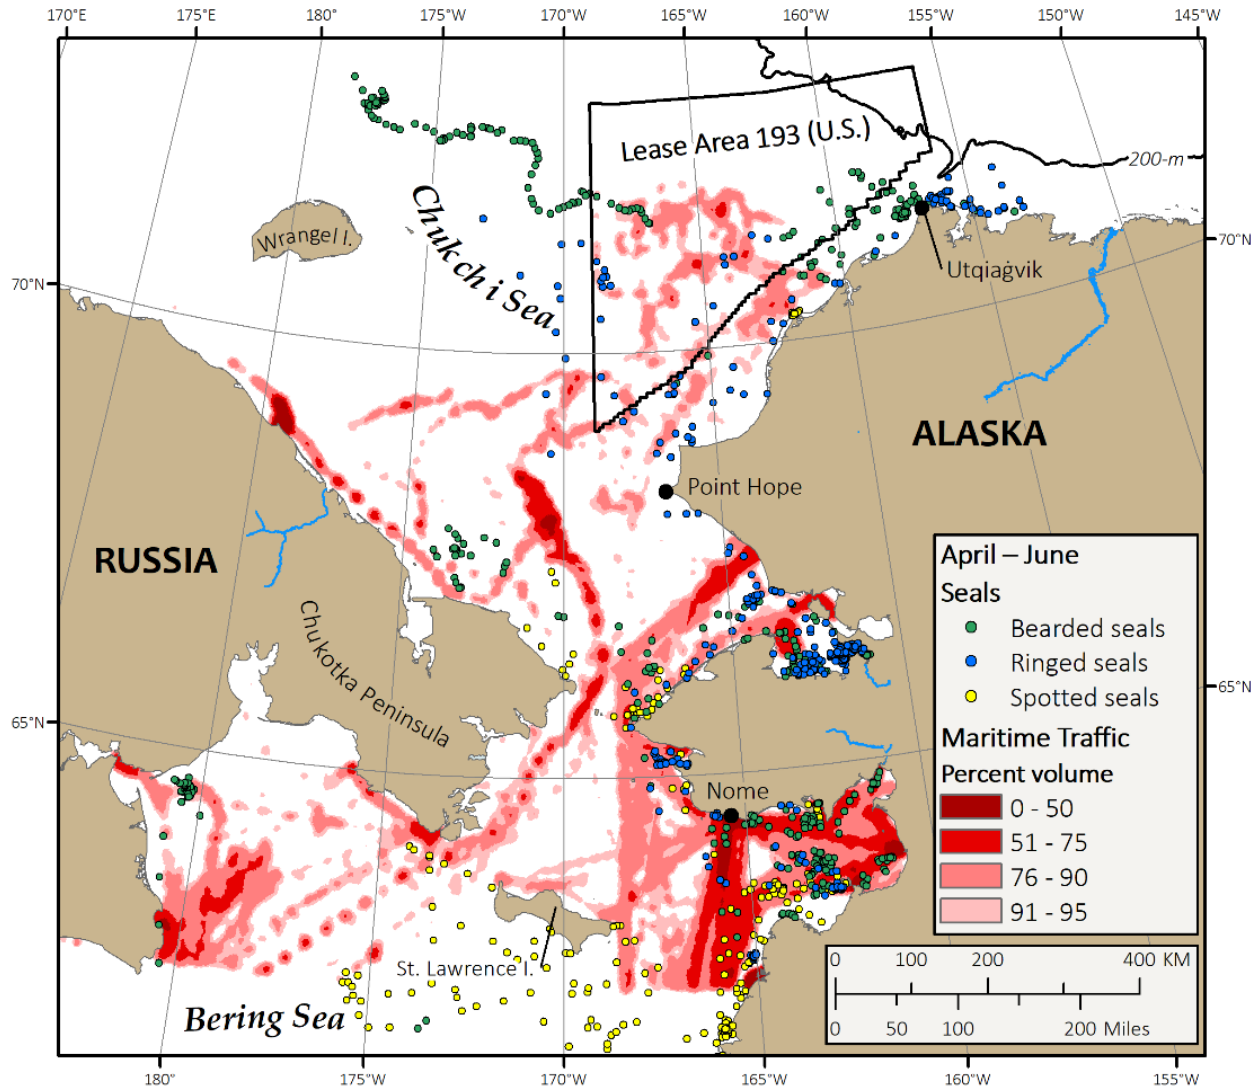 170°E 175°E 180° 175°W 170°W 165°W 160°W 155°W 150°W 145°W
Lease Area 193 (U.S.)
200-m
Chukchi Sea
Wrangel I.
70°N
Utqiaġvik
70°N
ALASKA
Point Hope
RUSSIA
Chukotka Peninsula
April – June
Seals
Bearded seals
Ringed seals
Spotted seals
65°N
65°N
Maritime Traffic
Percent volume
0 - 50
51 - 75
76 - 90
91 - 95
Nome
St. Lawrence I.
Bering Sea
0 100 200 400 KM
0 50 100 200 Miles
180° 175°W 170°W 165°W 160°W 155°W